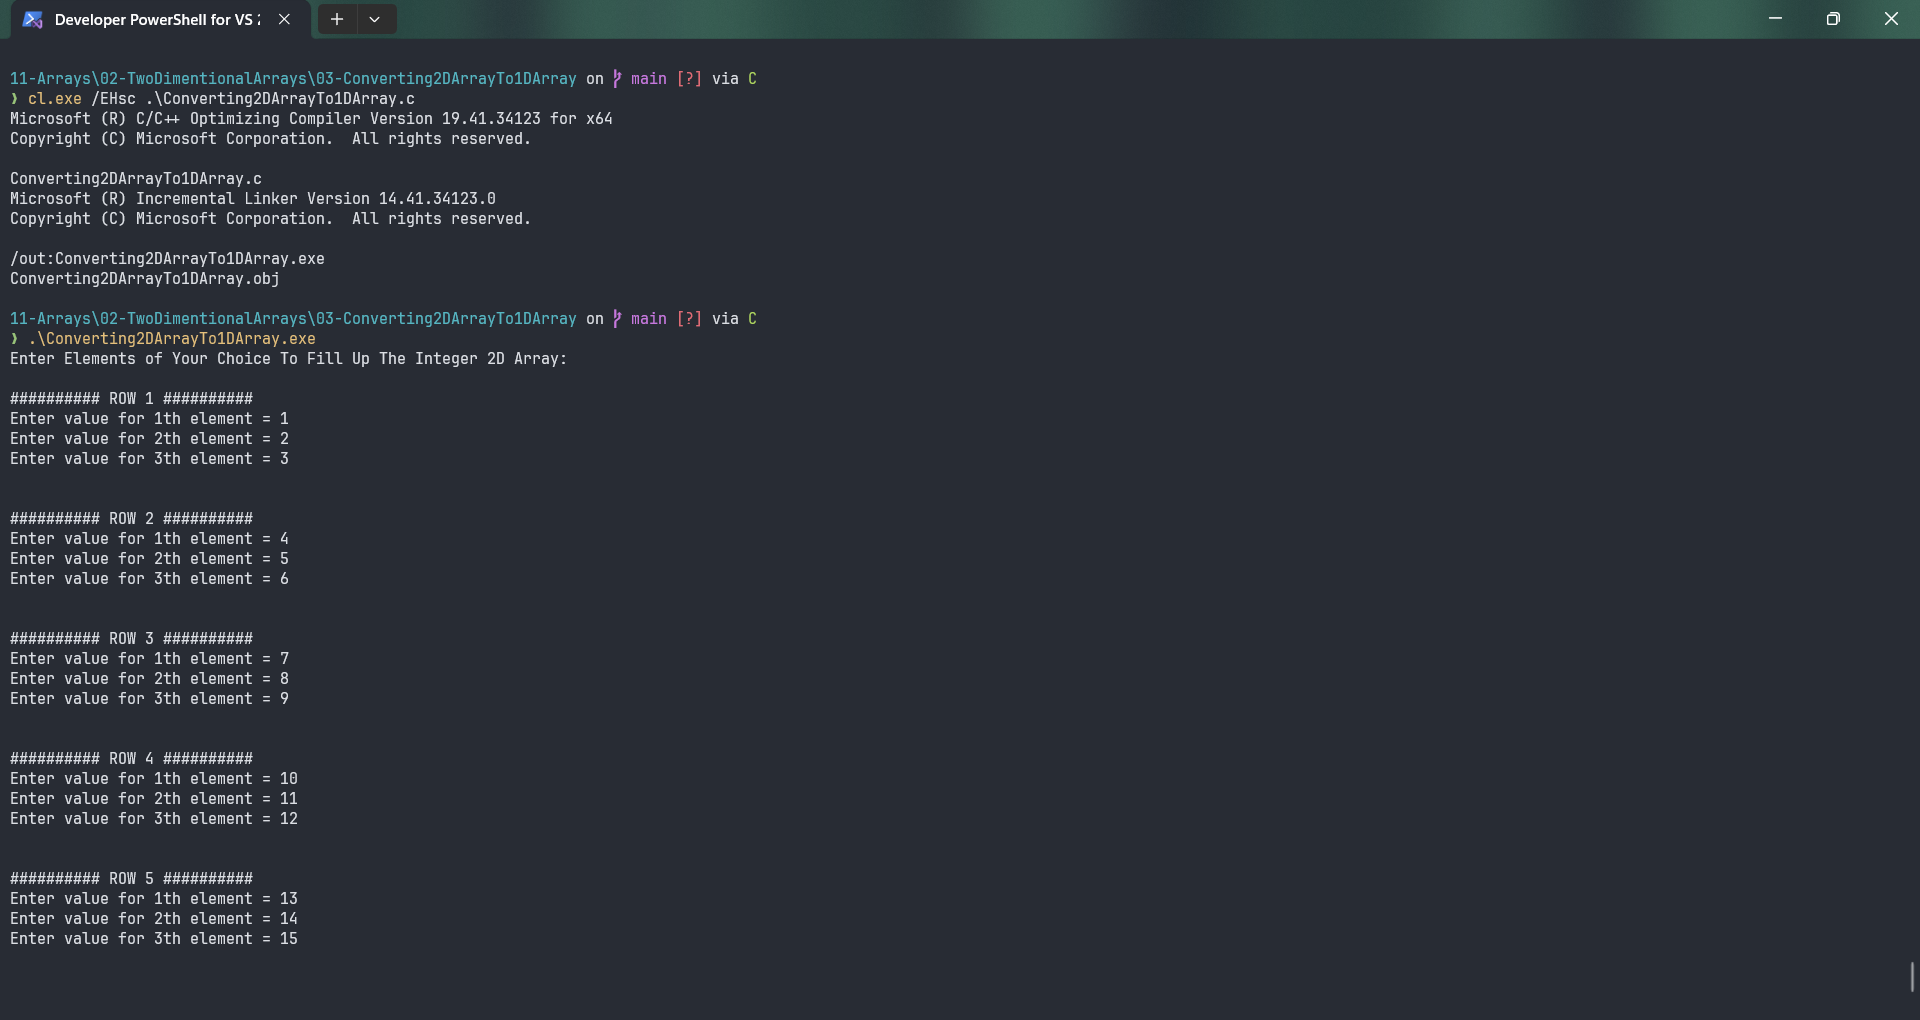 Developer PowerShell for VS 2
11-Arrays\02-TwoDimentionalArrays\03-Converting2DArrayTo1DArray on main [?] via C
❯ cl.exe /EHsc .\Converting2DArrayTo1DArray.c
Microsoft (R) C/C++ Optimizing Compiler Version 19.41.34123 for x64
Copyright (C) Microsoft Corporation.  All rights reserved.
Converting2DArrayTo1DArray.c
Microsoft (R) Incremental Linker Version 14.41.34123.0
Copyright (C) Microsoft Corporation.  All rights reserved.
/out:Converting2DArrayTo1DArray.exe
Converting2DArrayTo1DArray.obj
11-Arrays\02-TwoDimentionalArrays\03-Converting2DArrayTo1DArray on main [?] via C
❯ .\Converting2DArrayTo1DArray.exe
Enter Elements of Your Choice To Fill Up The Integer 2D Array:
########## ROW 1 ##########
Enter value for 1th element = 1
Enter value for 2th element = 2
Enter value for 3th element = 3
########## ROW 2 ##########
Enter value for 1th element = 4
Enter value for 2th element = 5
Enter value for 3th element = 6
########## ROW 3 ##########
Enter value for 1th element = 7
Enter value for 2th element = 8
Enter value for 3th element = 9
########## ROW 4 ##########
Enter value for 1th element = 10
Enter value for 2th element = 11
Enter value for 3th element = 12
########## ROW 5 ##########
Enter value for 1th element = 13
Enter value for 2th element = 14
Enter value for 3th element = 15